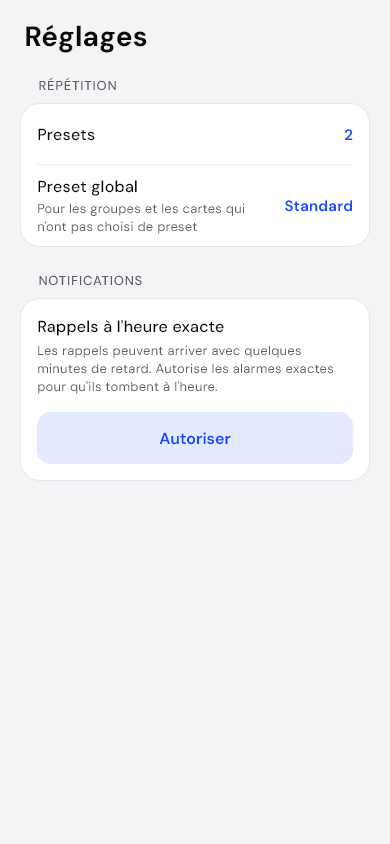 Réglages
RÉPÉTITION
Presets
2
Preset global
Pour les groupes et les cartes qui
n'ont pas choisi de preset
Standard
NOTIFICATIONS
Rappels à l'heure exacte
Les rappels peuvent arriver avec quelques
minutes de retard. Autorise les alarmes exactes
pour qu'ils tombent à l'heure.
Autoriser